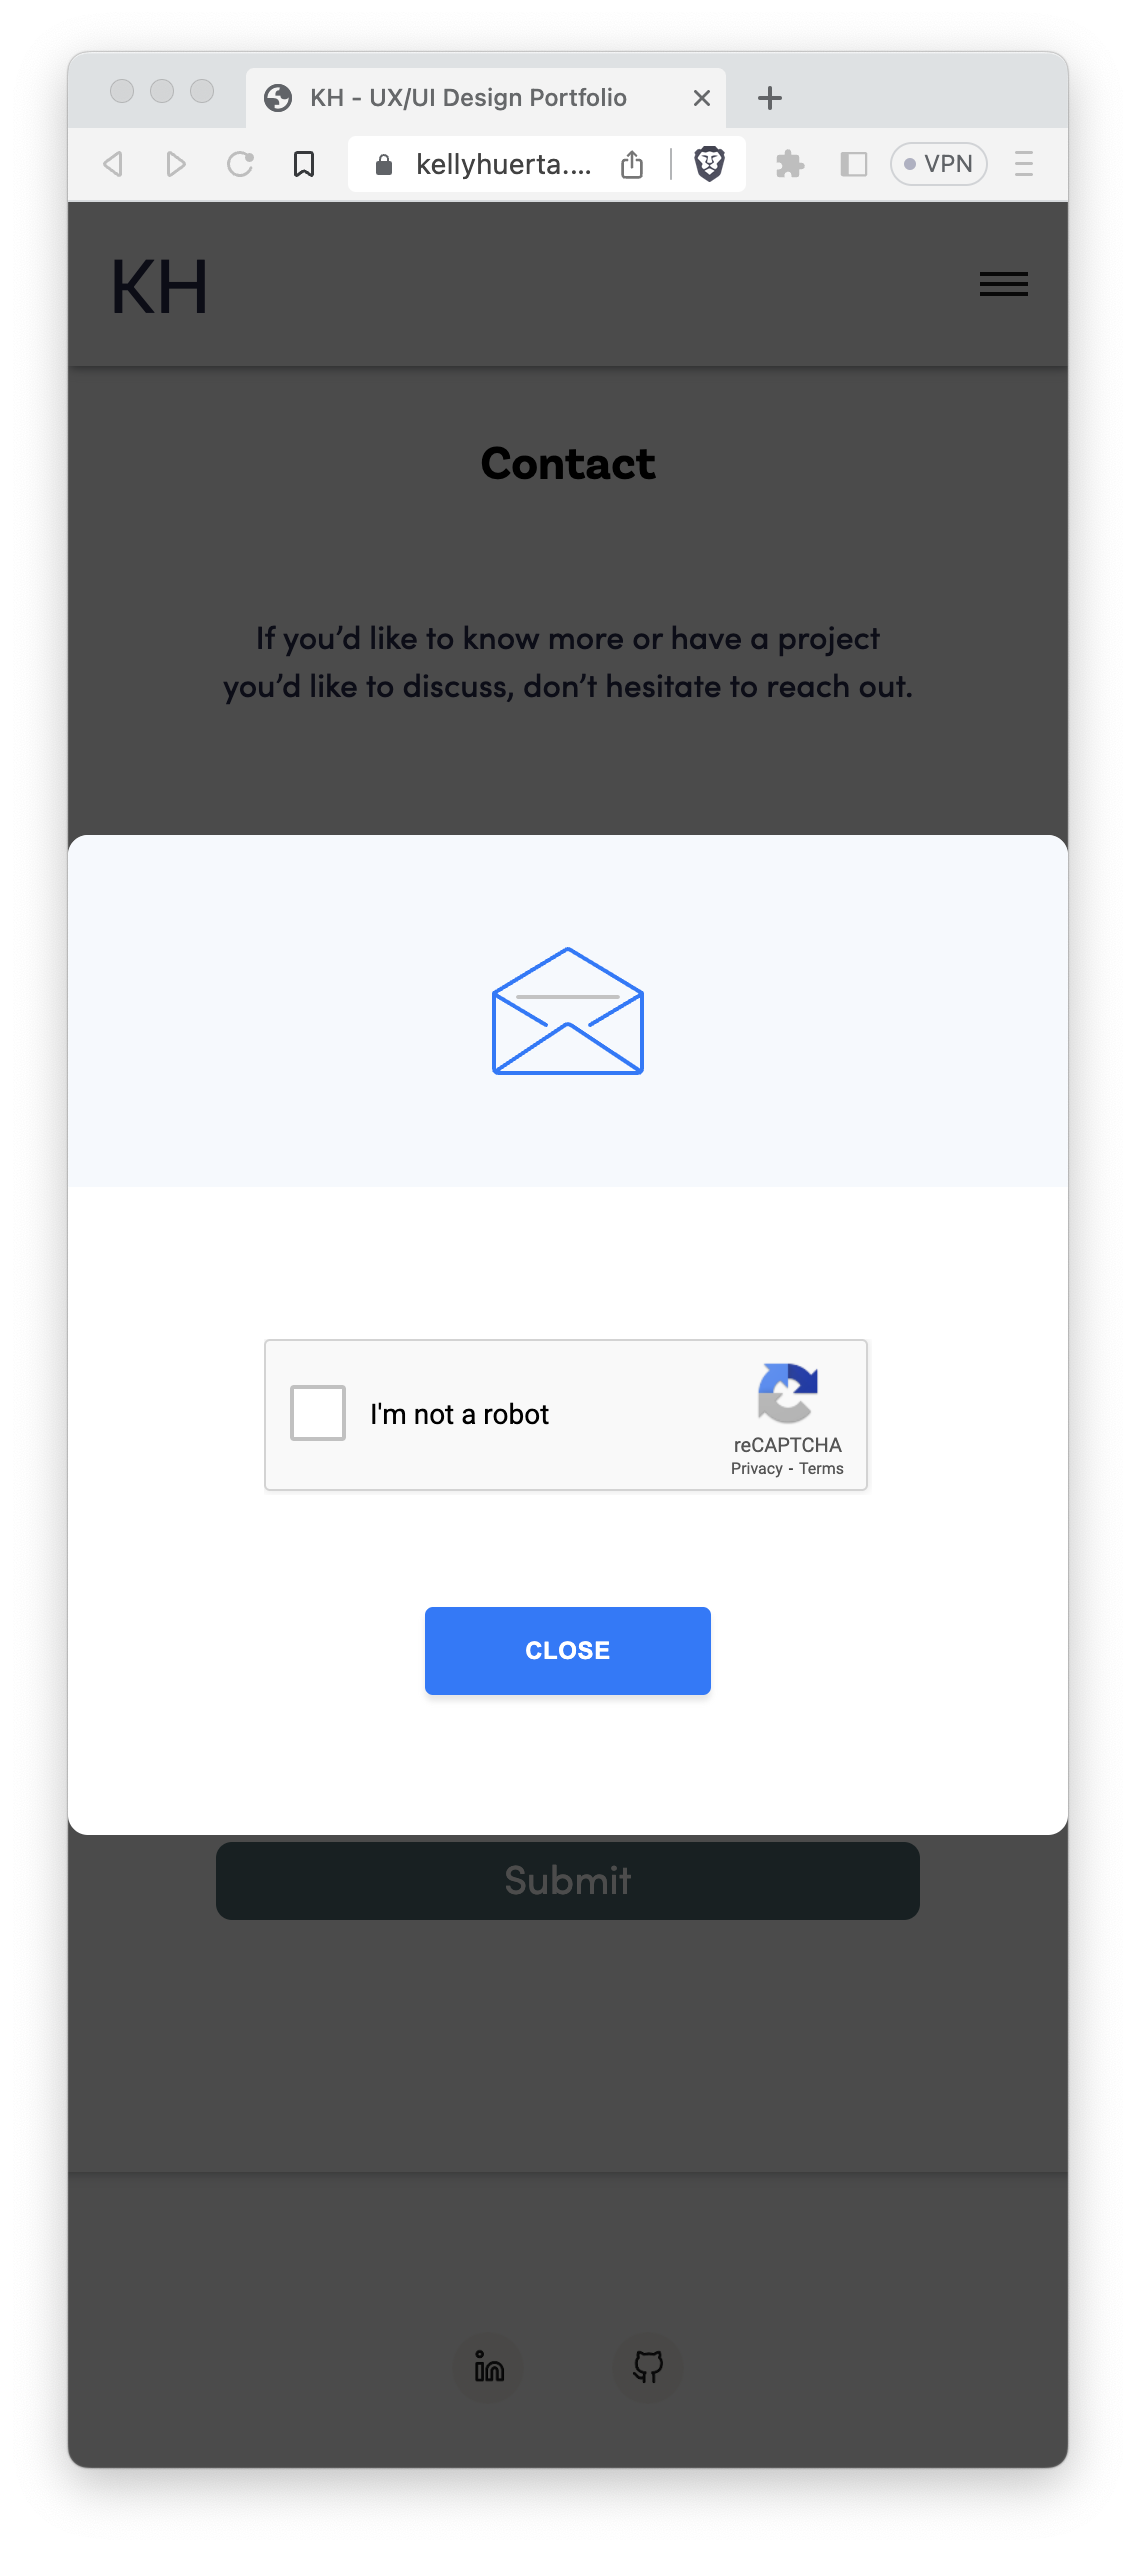 KH - UX/UI Design Portfolio
kellyhuerta....
VPN
KH
Contact
If you’d like to know more or have a project
you’d like to discuss, don’t hesitate to reach out.
I'm not a robot
reCAPTCHA
Privacy - Terms
CLOSE
Submit
in